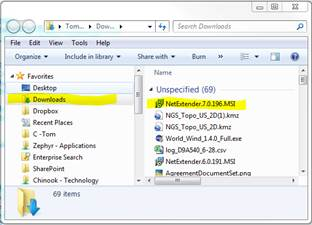 Tom... Dow...
Search Downloads
File Edit View Tools Help
Organize Include in library Share with Burn »
Favorites
Desktop
Downloads
Dropbox
Recent Places
C - Tom
Zephyr - Applications
Enterprise Search
SharePoint
Chinook - Technology
Name
Unspecified (69)
NetExtender.7.0.196.MSI
NGS_Topo_US_2D(1).kmz
NGS_Topo_US_2D.kmz
World_Wind_1.4.0_Full.exe
log_D9A540_6-28.csv
NetExtender.6.0.191.MSI
AgreementDocumentSet.png
69 items